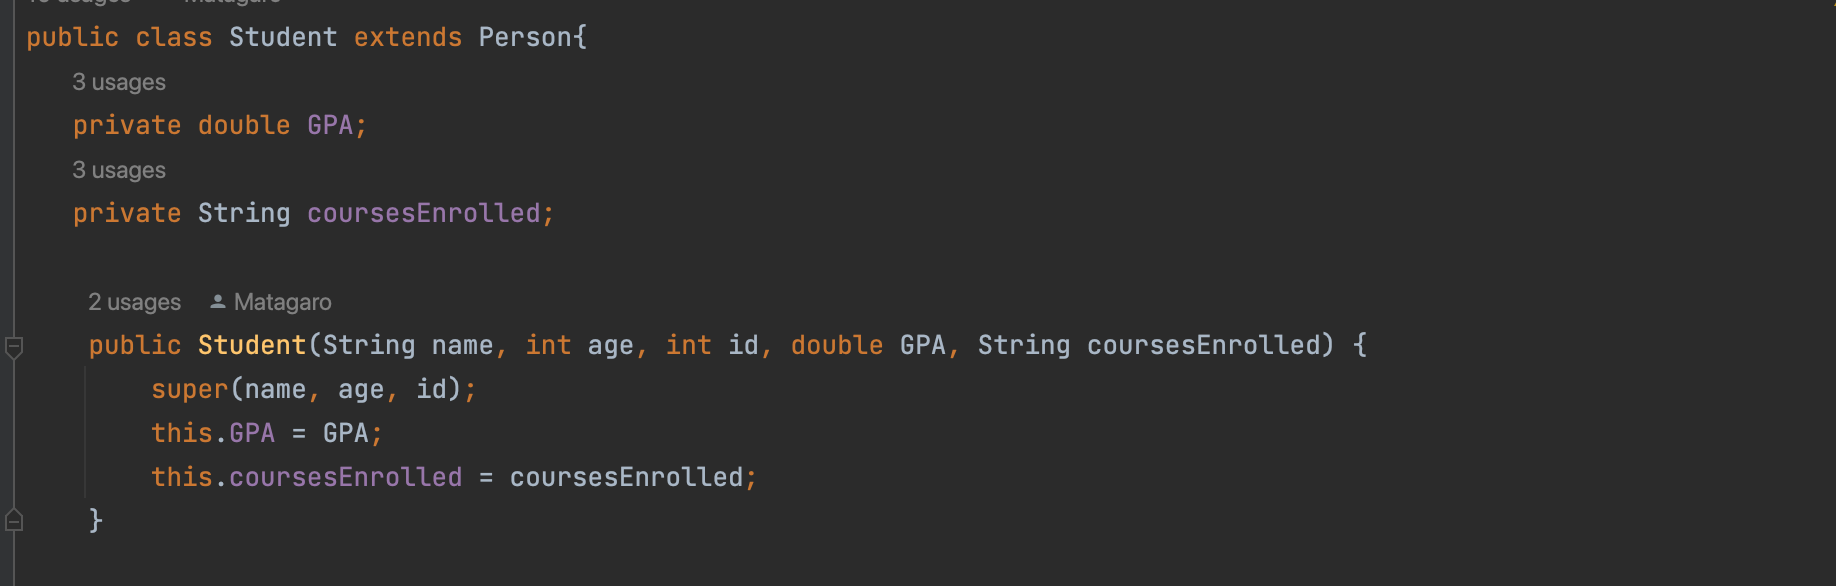 usages Matagaro
public class Student extends Person{
3 usages
private double GPA;
3 usages
private String coursesEnrolled;
2 usages Matagaro
public Student(String name, int age, int id, double GPA, String coursesEnrolled) {
super(name, age, id);
this.GPA = GPA;
this.coursesEnrolled = coursesEnrolled;
}